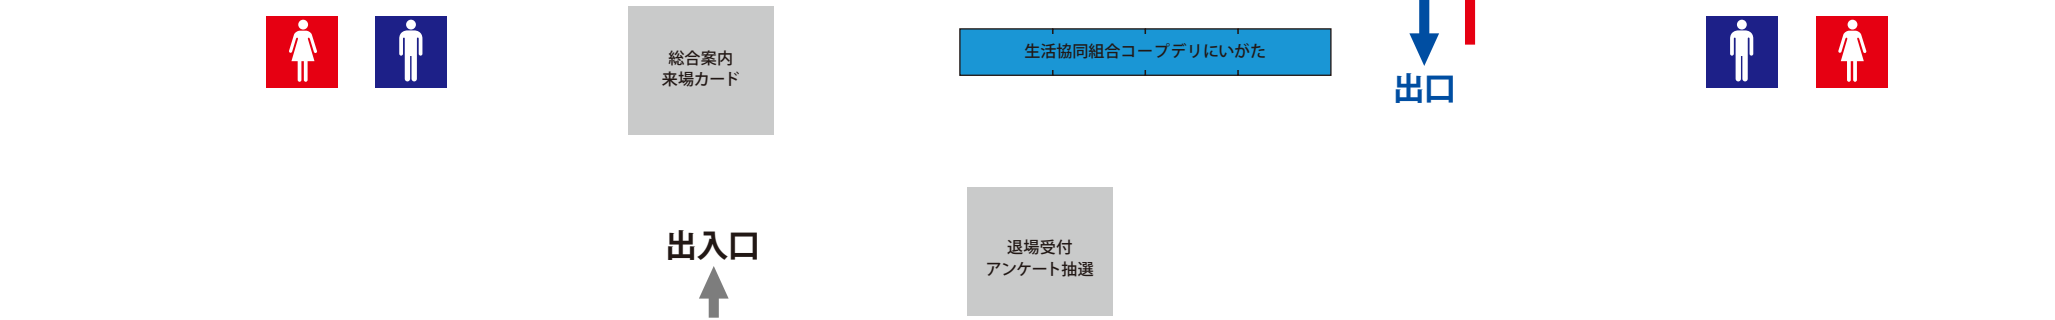 総合案内
来場カード
生活協同組合コープデリにいがた
出口
出入口
退場受付
アンケート抽選